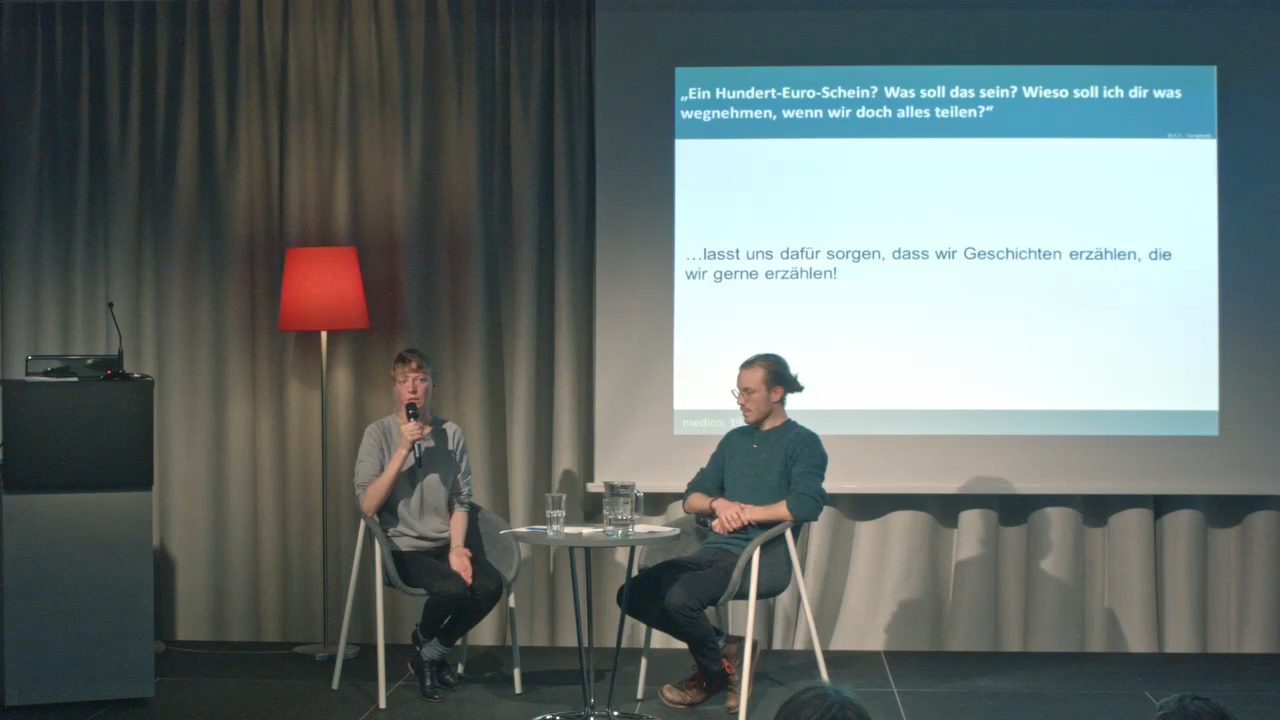 „Ein Hundert-Euro-Schein? Was soll das sein? Wieso soll ich dir was
wegnehmen, wenn wir doch alles teilen?“
…lasst uns dafür sorgen, dass wir Geschichten erzählen, die
wir gerne erzählen!
medico,